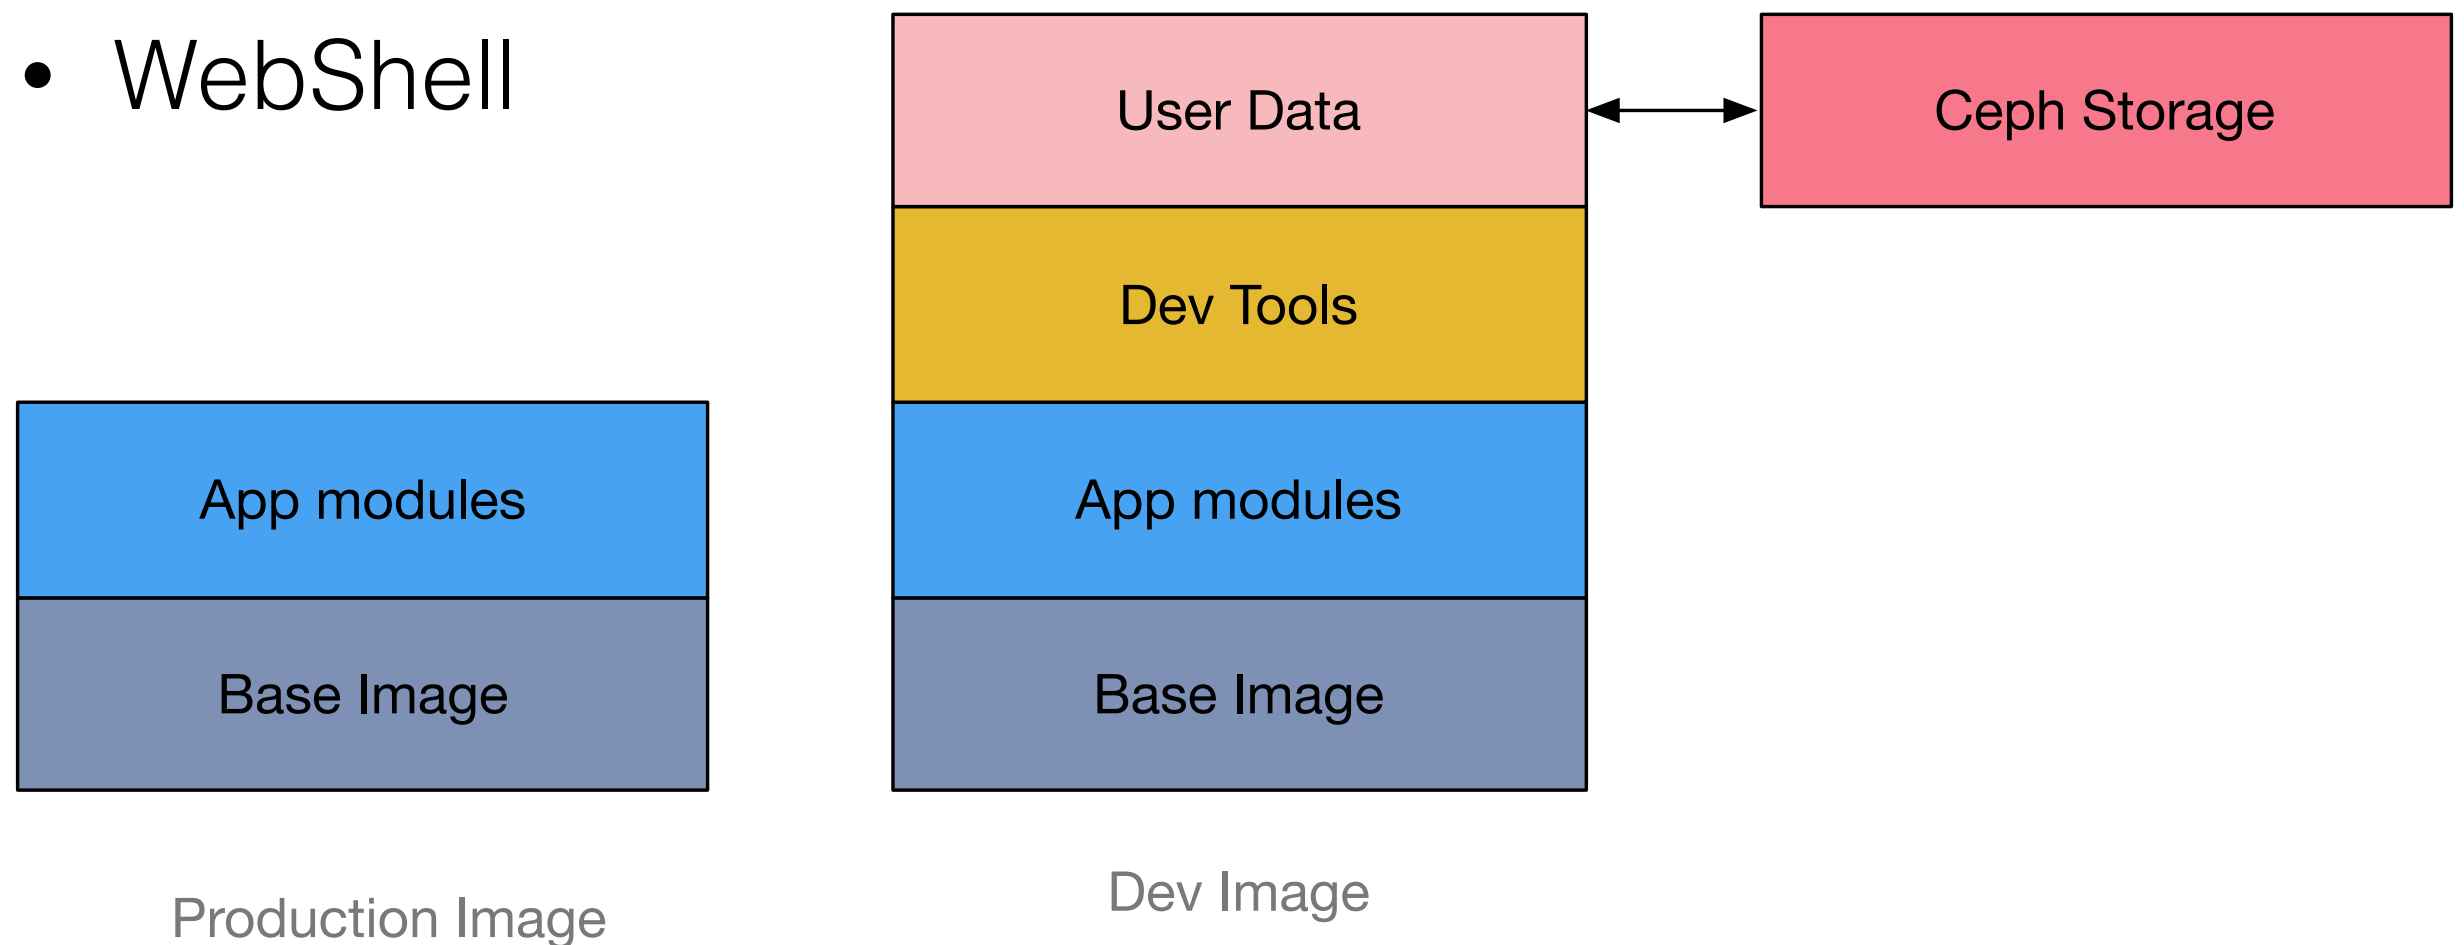 • WebShell
User Data
Ceph Storage
Dev Tools
App modules
App modules
Base Image
Base Image
Production Image
Dev Image